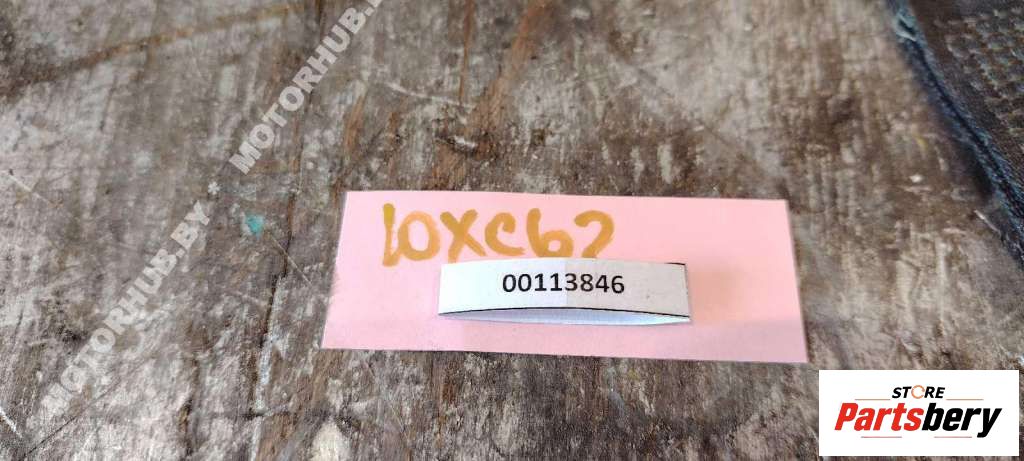 MOTORHUB.BY * MOTORHUB.BY
10XC62
00113846
STORE
Partsbery